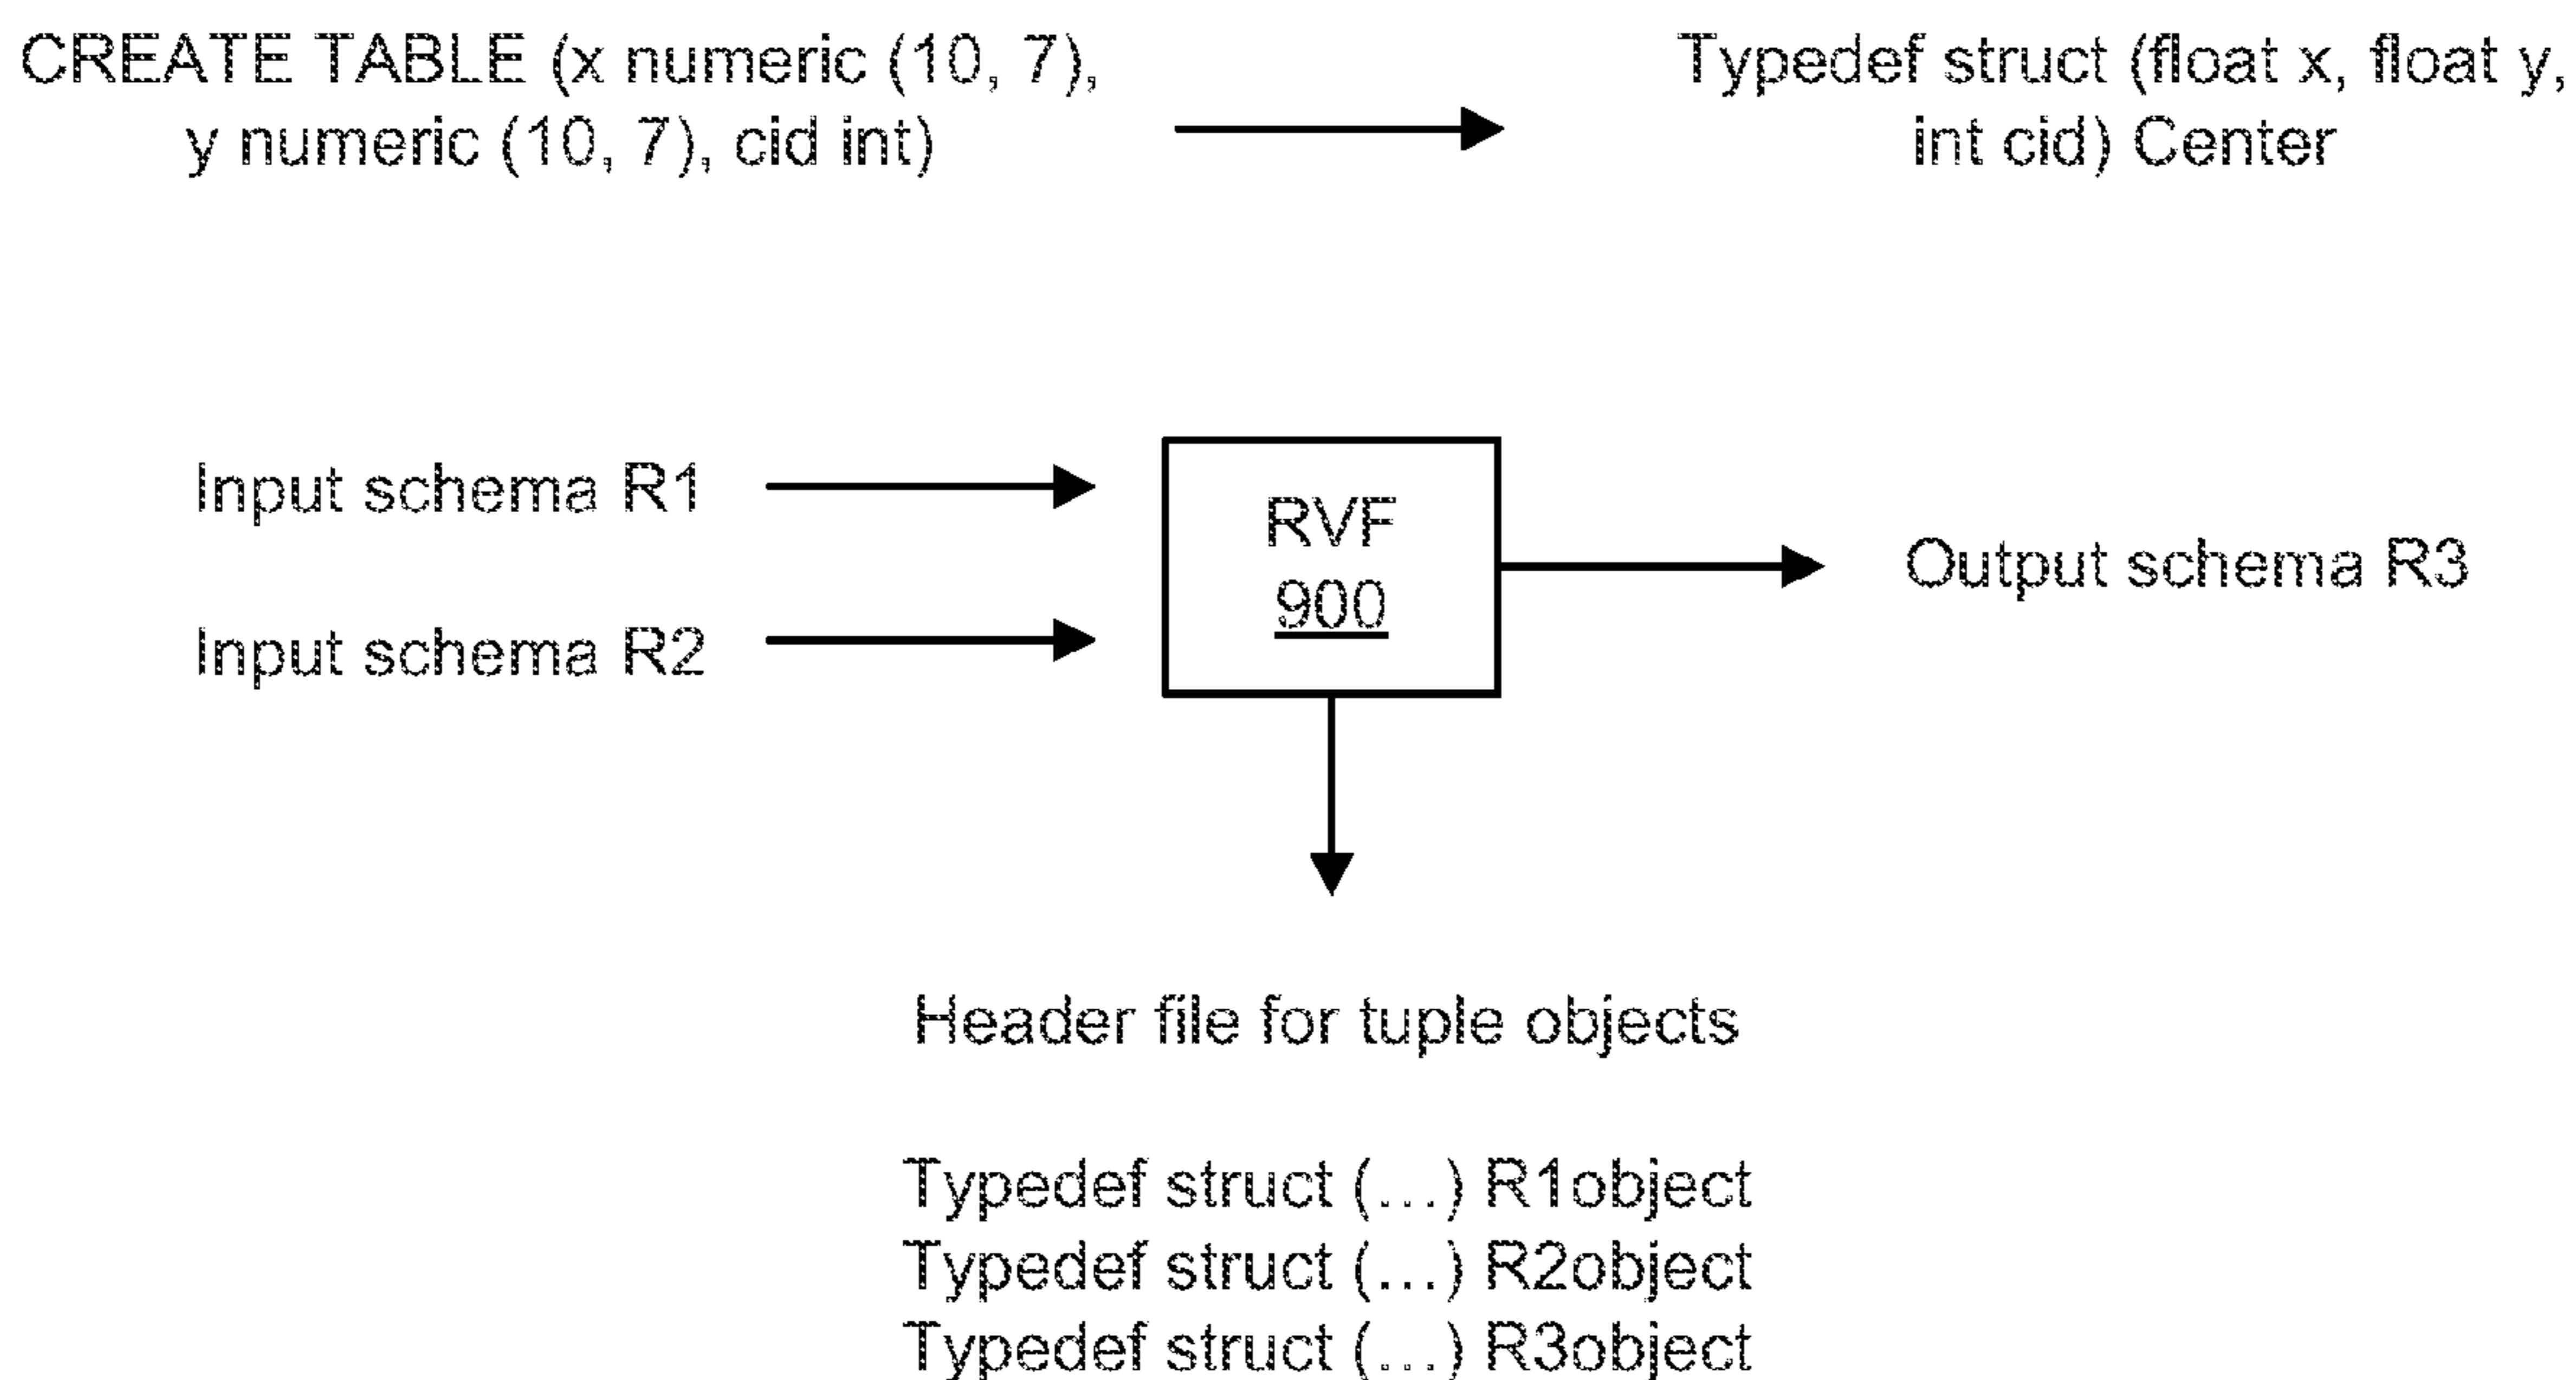 CREATE TABLE (x numeric (10, 7),
y numeric (10, 7), cid int)
Typedef struct (float x, float y,
int cid) Center
Input schema R1
Input schema R2
RVF
900
Output schema R3
Header file for tuple objects
Typedef struct (...) R1object
Typedef struct (...) R2object
Typedef struct (...) R3object